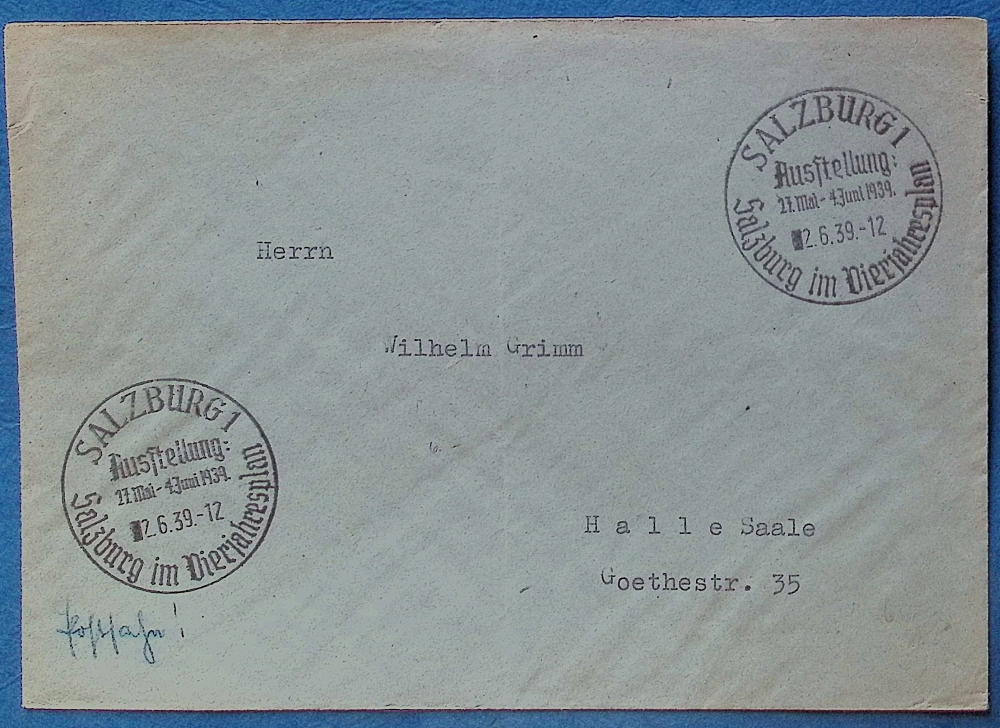 SALZBURG 1
Ausstellung:
27. Mai - 4. Juni 1939.
2.6.39.-12
Salzburg im Vierjahresplan
Herrn
Wilhelm Grimm
SALZBURG 1
Ausstellung:
27. Mai - 4. Juni 1939.
2.6.39.-12
Salzburg im Vierjahresplan
H a l l e Saale
Goethestr. 35